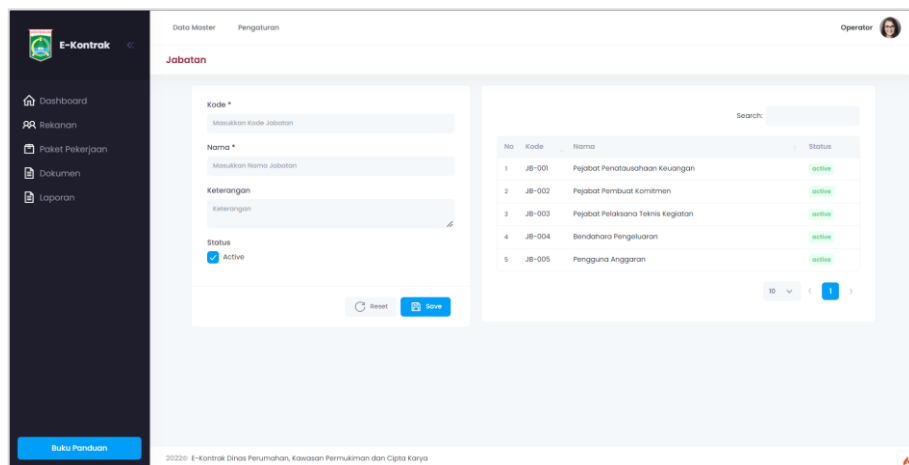 Data Master Pengaturan Operator
E-Kontrak
Jabatan
Dashboard
Rekanan
Paket Pekerjaan
Dokumen
Laporan
Buku Panduan
Kode *
Masukkan Kode Jabatan
Nama *
Masukkan Nama Jabatan
Keterangan
Keterangan
Status
Active
Reset Save
Search:
No Kode Nama Status
1 JB-001 Pejabat Penatausahaan Keuangan active
2 JB-002 Pejabat Pembuat Komitmen active
3 JB-003 Pejabat Pelaksana Teknis Kegiatan active
4 JB-004 Bendahara Pengeluaran active
5 JB-005 Pengguna Anggaran active
10 1
2022© E-Kontrak Dinas Perumahan, Kawasan Permukiman dan Cipta Karya